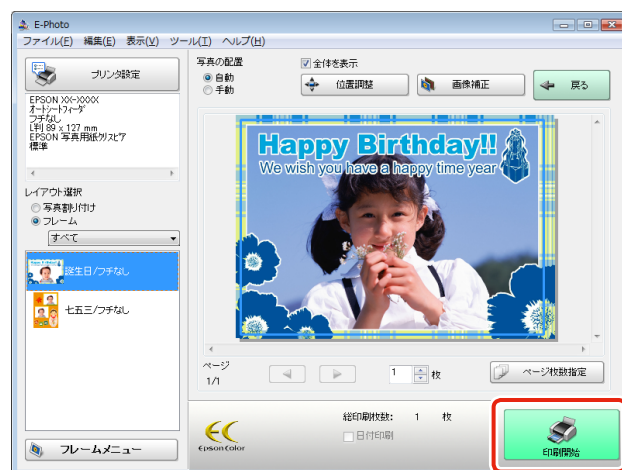 E-Photo
ファイル(F) 編集(E) 表示(V) ツール(T) ヘルプ(H)
プリンタ設定
EPSON XX-XXXX
オートシートフィーダ
フチなし
L判 89 x 127 mm
EPSON 写真用紙クリスピア
標準
レイアウト選択
写真割り付け
フレーム
すべて
誕生日/フチなし
七五三/フチなし
フレームメニュー
写真の配置
自動
手動
全体を表示
位置調整
画像補正
戻る
Happy Birthday!!
We wish you have a happy time year
ページ
1/1
1 枚
ページ枚数指定
EpsonColor
総印刷枚数: 1 枚
日付印刷
印刷開始